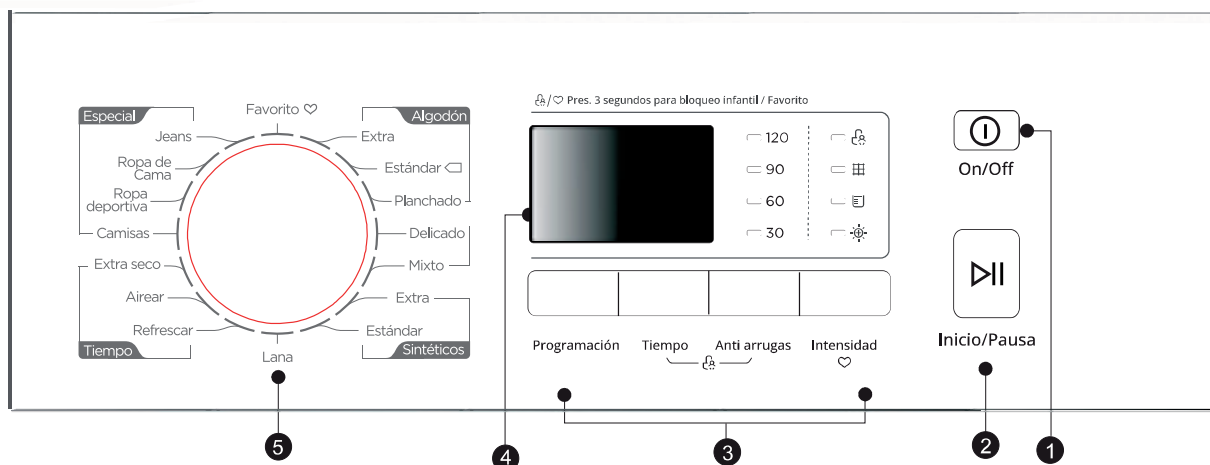 Pres. 3 segundos para bloqueo infantil / Favorito
Especial
Favorito
Algodón
Jeans
Extra
Ropa de
Cama
Estándar
Ropa
deportiva
Planchado
Camisas
Delicado
Extra seco
Mixto
Airear
Extra
Refrescar
Estándar
Tiempo
Lana
Sintéticos
120
90
60
30
Programación
Tiempo
Anti arrugas
Intensidad
On/Off
Inicio/Pausa
5
4
3
2
1